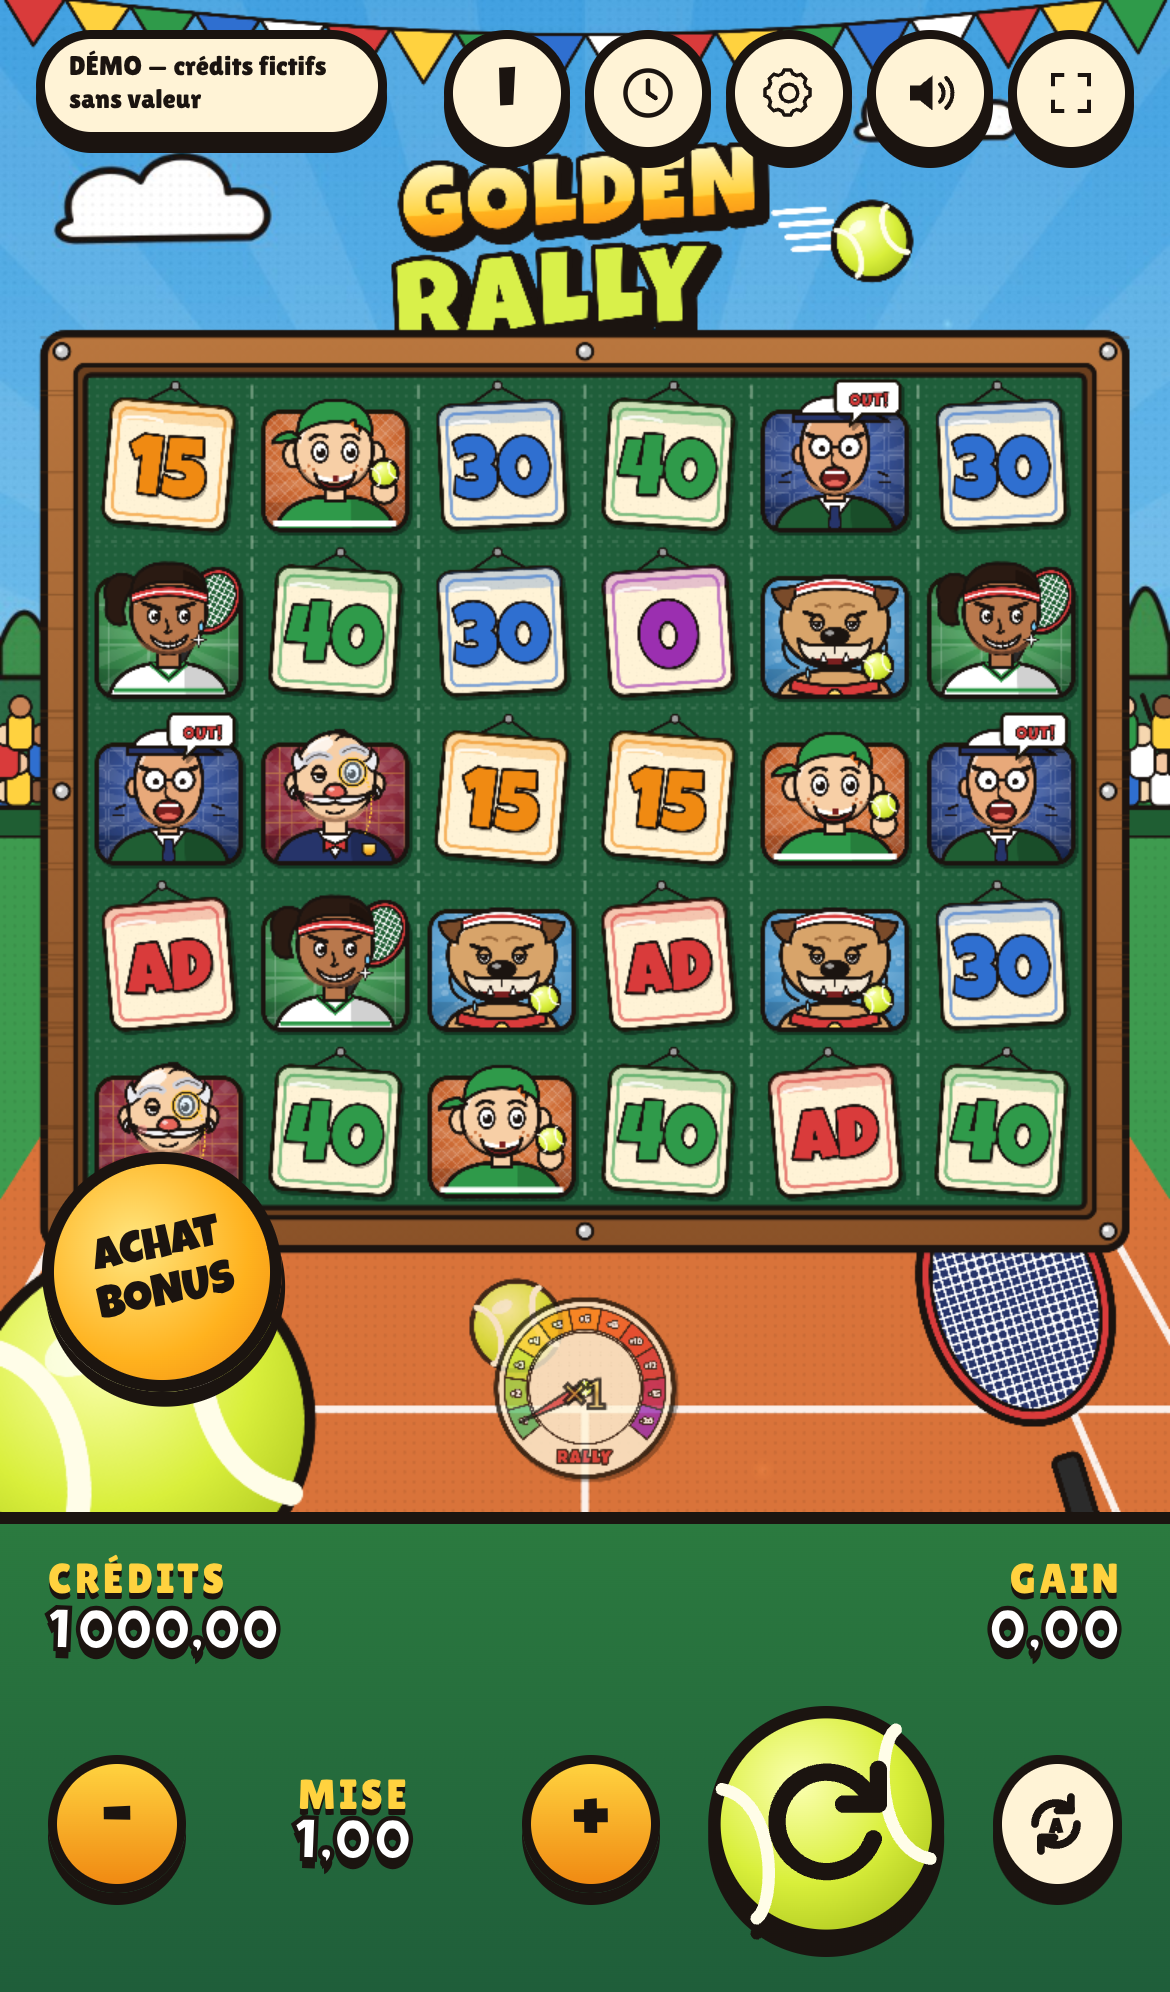 DÉMO – crédits fictifs
sans valeur
GOLDEN
RALLY
15 30 40 OUT! 30
40 30 0
OUT! 15 15 OUT!
AD AD 30
40 40 AD 40
ACHAT
BONUS
×1
RALLY
CRÉDITS GAIN
1000,00 0,00
- MISE +
1,00
A